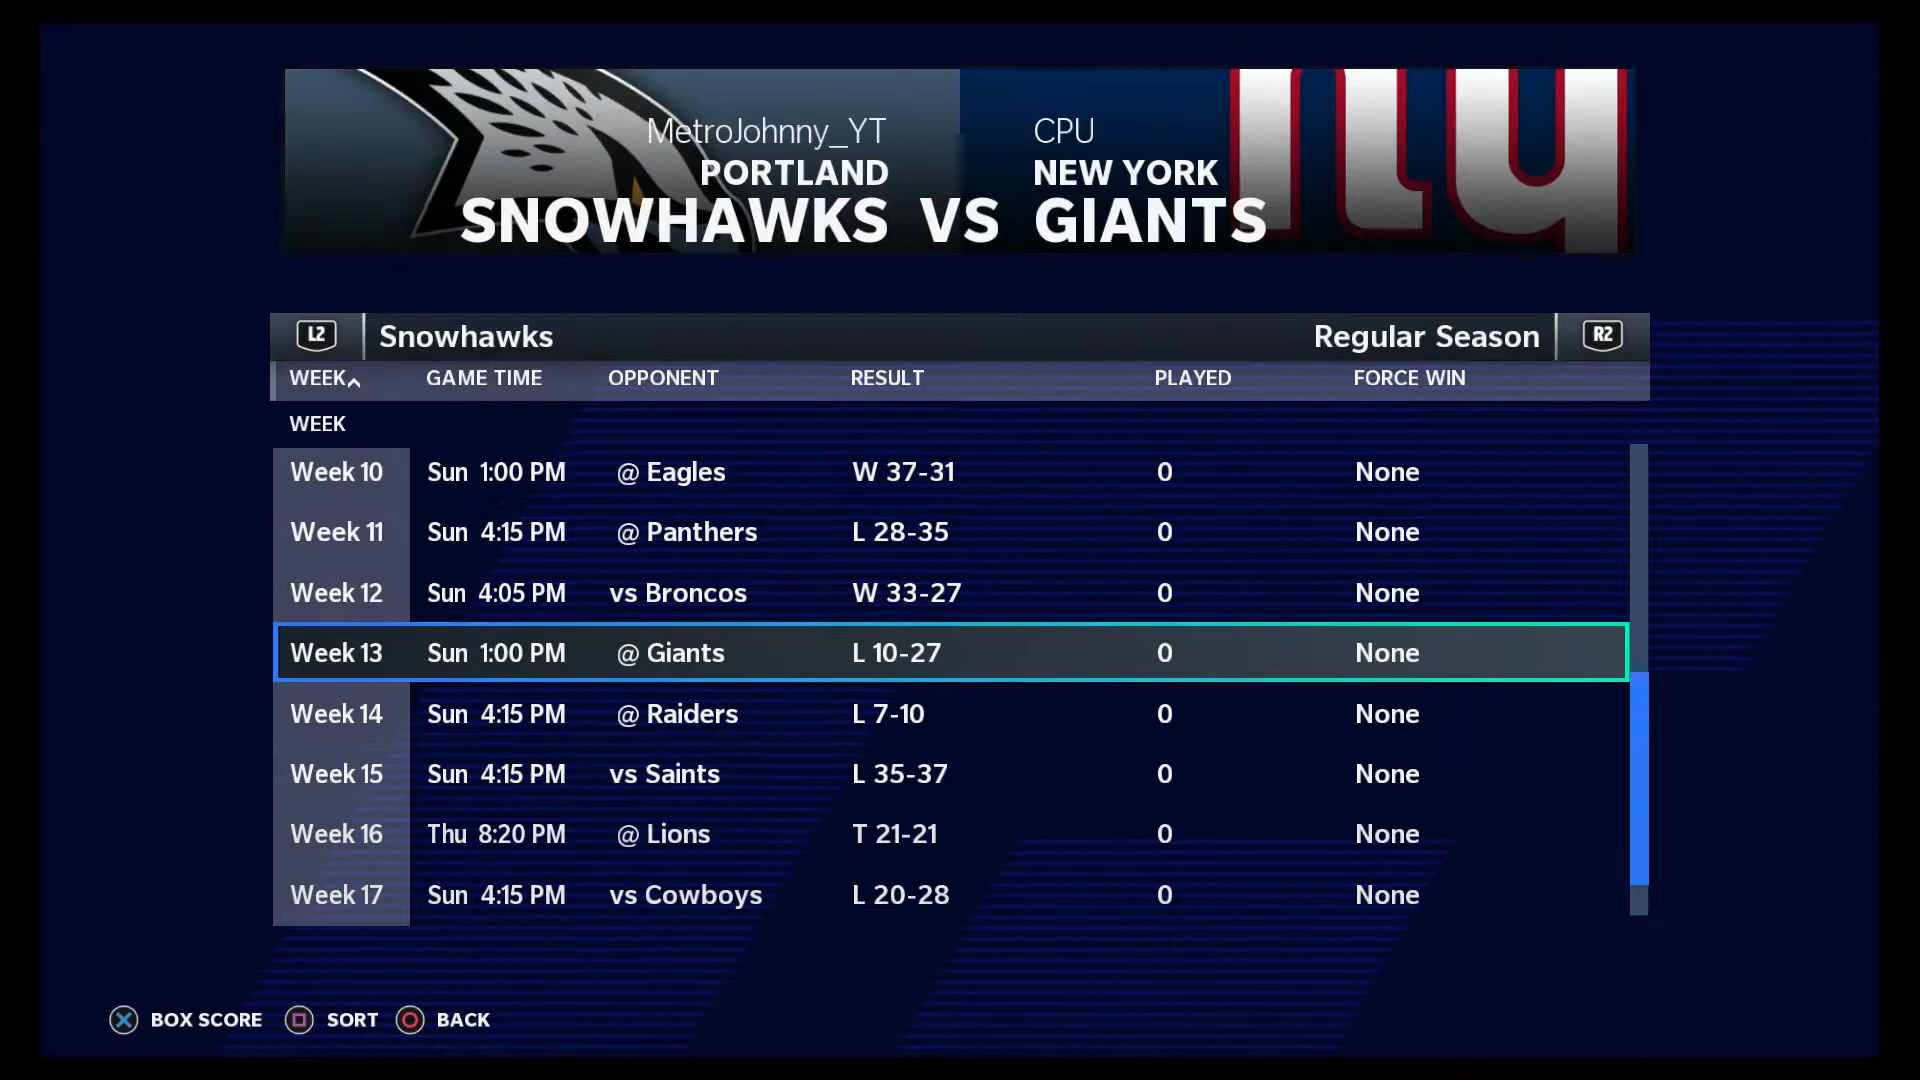 MetroJohnny_YT CPU
PORTLAND NEW YORK
SNOWHAWKS VS GIANTS
ny
L2 Snowhawks Regular Season R2
WEEK GAME TIME OPPONENT RESULT PLAYED FORCE WIN
WEEK
Week 10 Sun 1:00 PM @ Eagles W 37-31 0 None
Week 11 Sun 4:15 PM @ Panthers L 28-35 0 None
Week 12 Sun 4:05 PM vs Broncos W 33-27 0 None
Week 13 Sun 1:00 PM @ Giants L 10-27 0 None
Week 14 Sun 4:15 PM @ Raiders L 7-10 0 None
Week 15 Sun 4:15 PM vs Saints L 35-37 0 None
Week 16 Thu 8:20 PM @ Lions T 21-21 0 None
Week 17 Sun 4:15 PM vs Cowboys L 20-28 0 None
BOX SCORE SORT BACK